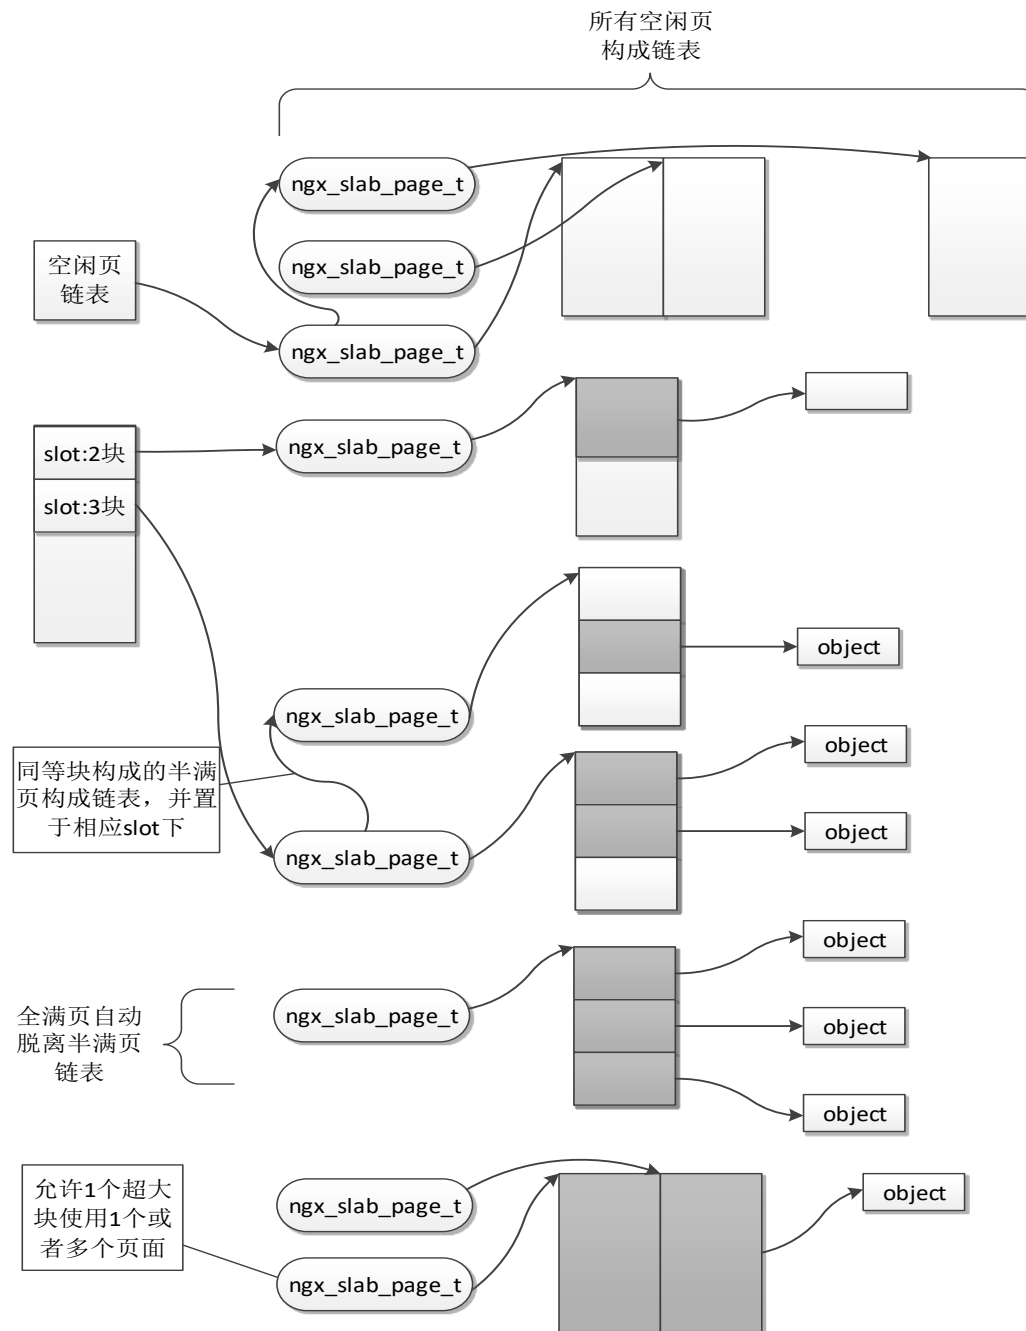 所有空闲页
构成链表
ngx_slab_page_t
ngx_slab_page_t
空闲页
链表
ngx_slab_page_t
slot:2块
ngx_slab_page_t
slot:3块
object
ngx_slab_page_t
object
同等块构成的半满
页构成链表，并置
于相应slot下
object
ngx_slab_page_t
object
全满页自动
脱离半满页
链表
ngx_slab_page_t
object
object
允许1个超大
块使用1个或
者多个页面
ngx_slab_page_t
object
ngx_slab_page_t